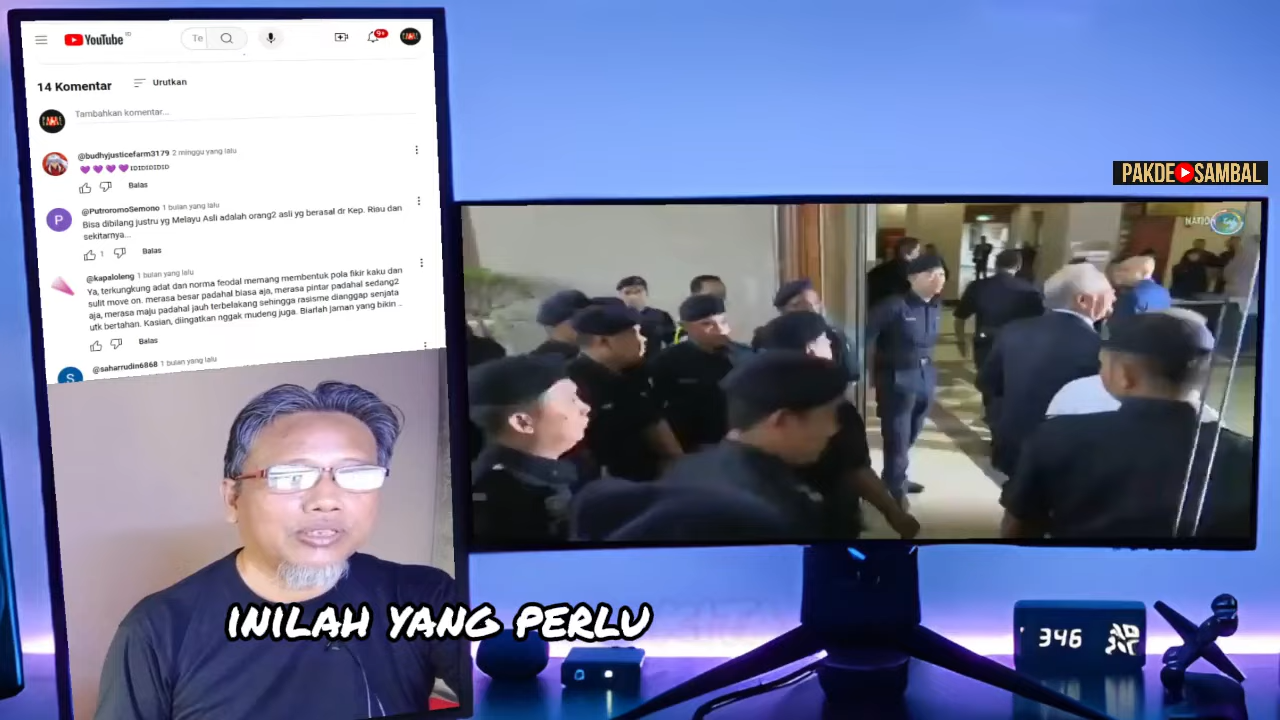 YouTube ID
Te
9+
14 Komentar
Urutkan
Tambahkan komentar...
@budhyjusticefarm3179 2 minggu yang lalu
💜💜💜💜IDIDIDIDID
Balas
P
@PutroromoSemono 1 bulan yang lalu
Bisa dibilang justru yg Melayu Asli adalah orang2 asli yg berasal dr Kep. Riau dan
sekitarnya...
1
Balas
@kapaloleng 1 bulan yang lalu
Ya, terkungkung adat dan norma feodal memang membentuk pola fikir kaku dan
sulit move on. merasa besar padahal biasa aja, merasa pintar padahal sedang2
aja, merasa maju padahal jauh terbelakang sehingga rasisme dianggap senjata
utk bertahan. Kasian, diingatkan nggak mudeng juga. Biarlah jaman yang bikin ..
Balas
S
@saharrudin6868 1 bulan yang lalu
PAKDE SAMBAL
INILAH YANG PERLU
346